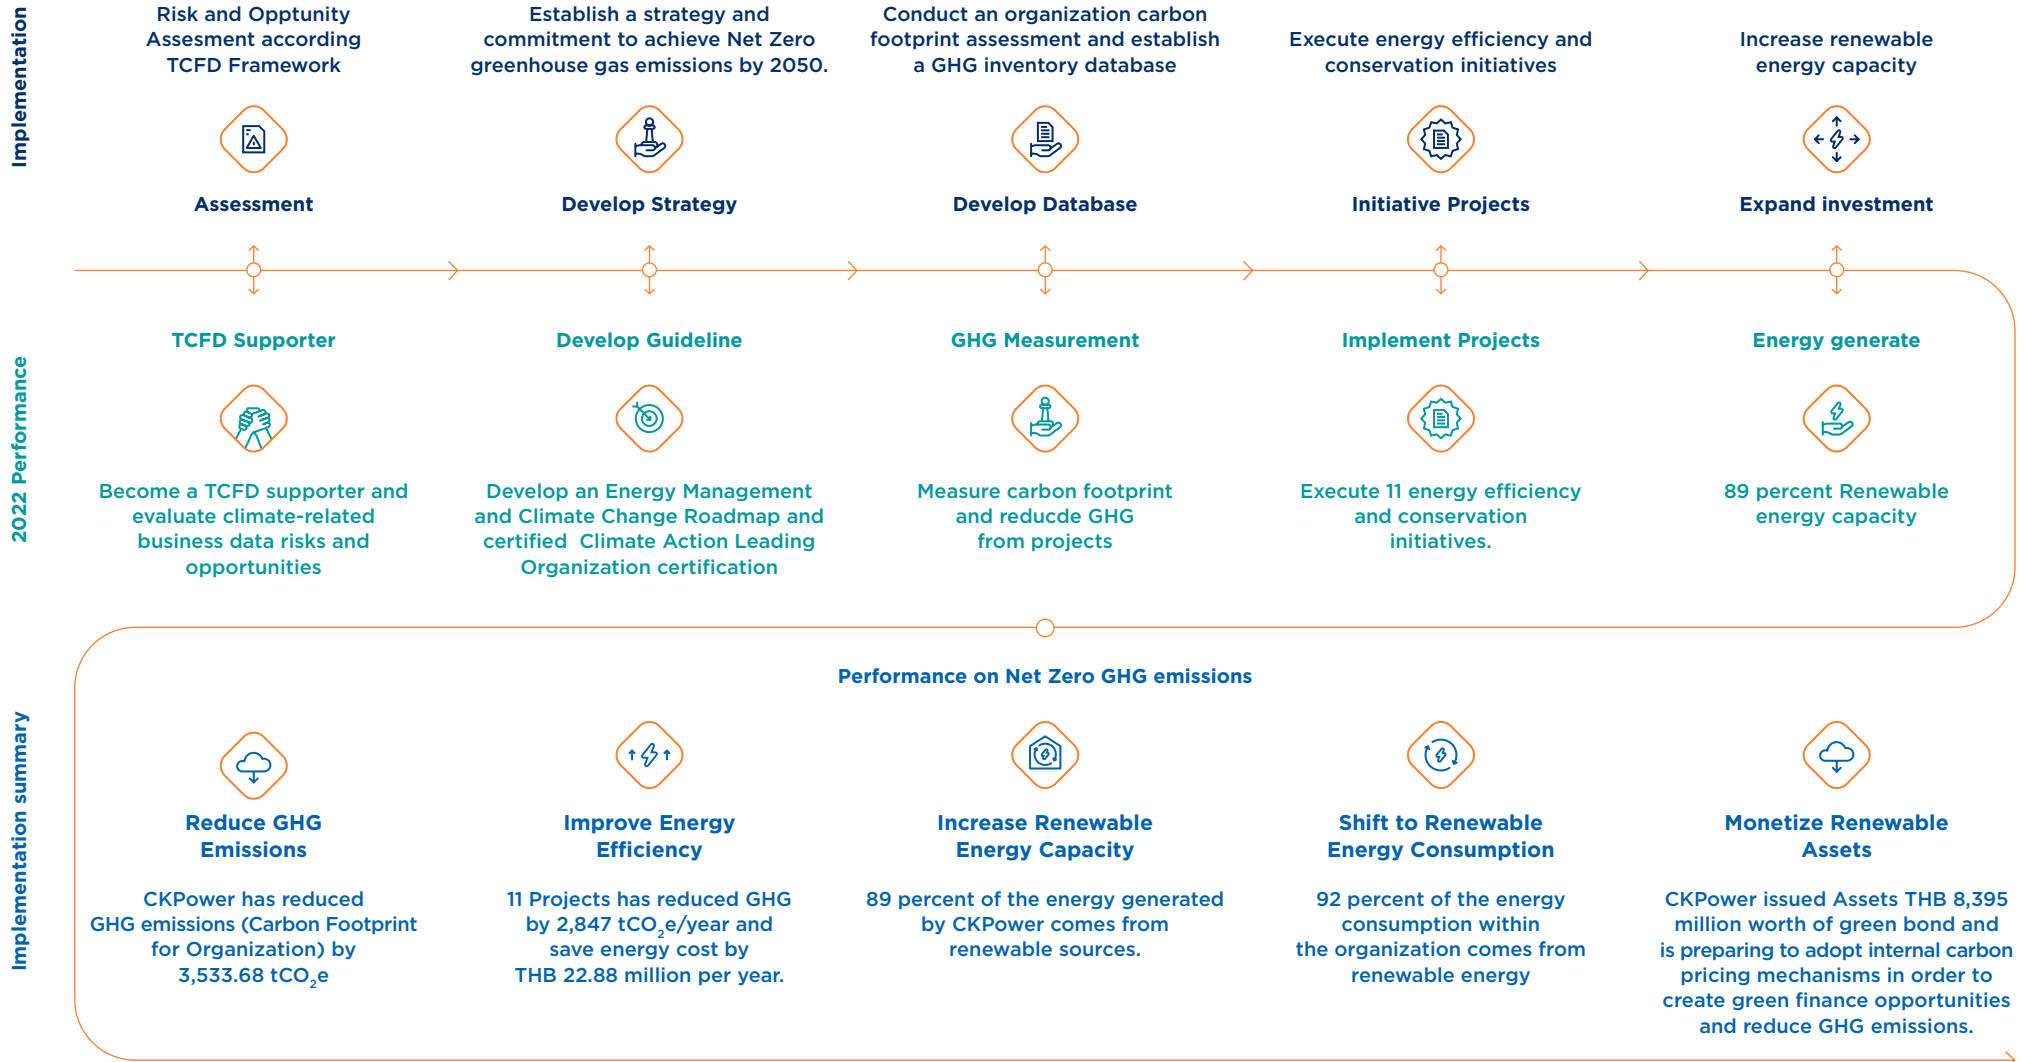 Implementation
Risk and Opptunity
Assesment according
TCFD Framework
Establish a strategy and
commitment to achieve Net Zero
greenhouse gas emissions by 2050.
Conduct an organization carbon
footprint assessment and establish
a GHG inventory database
Execute energy efficiency and
conservation initiatives
Increase renewable
energy capacity
Assessment
Develop Strategy
Develop Database
Initiative Projects
Expand investment
2022 Performance
TCFD Supporter
Develop Guideline
GHG Measurement
Implement Projects
Energy generate
Become a TCFD supporter and
evaluate climate-related
business data risks and
opportunities
Develop an Energy Management
and Climate Change Roadmap and
certified  Climate Action Leading
Organization certification
Measure carbon footprint
and reducde GHG
from projects
Execute 11 energy efficiency
and conservation
initiatives.
89 percent Renewable
energy capacity
Implementation summary
Performance on Net Zero GHG emissions
Reduce GHG
Emissions
CKPower has reduced
GHG emissions (Carbon Footprint
for Organization) by
3,533.68 tCO₂e
Improve Energy
Efficiency
11 Projects has reduced GHG
by 2,847 tCO₂e/year and
save energy cost by
THB 22.88 million per year.
Increase Renewable
Energy Capacity
89 percent of the energy generated
by CKPower comes from
renewable sources.
Shift to Renewable
Energy Consumption
92 percent of the energy
consumption within
the organization comes from
renewable energy
Monetize Renewable
Assets
CKPower issued Assets THB 8,395
million worth of green bond and
is preparing to adopt internal carbon
pricing mechanisms in order to
create green finance opportunities
and reduce GHG emissions.